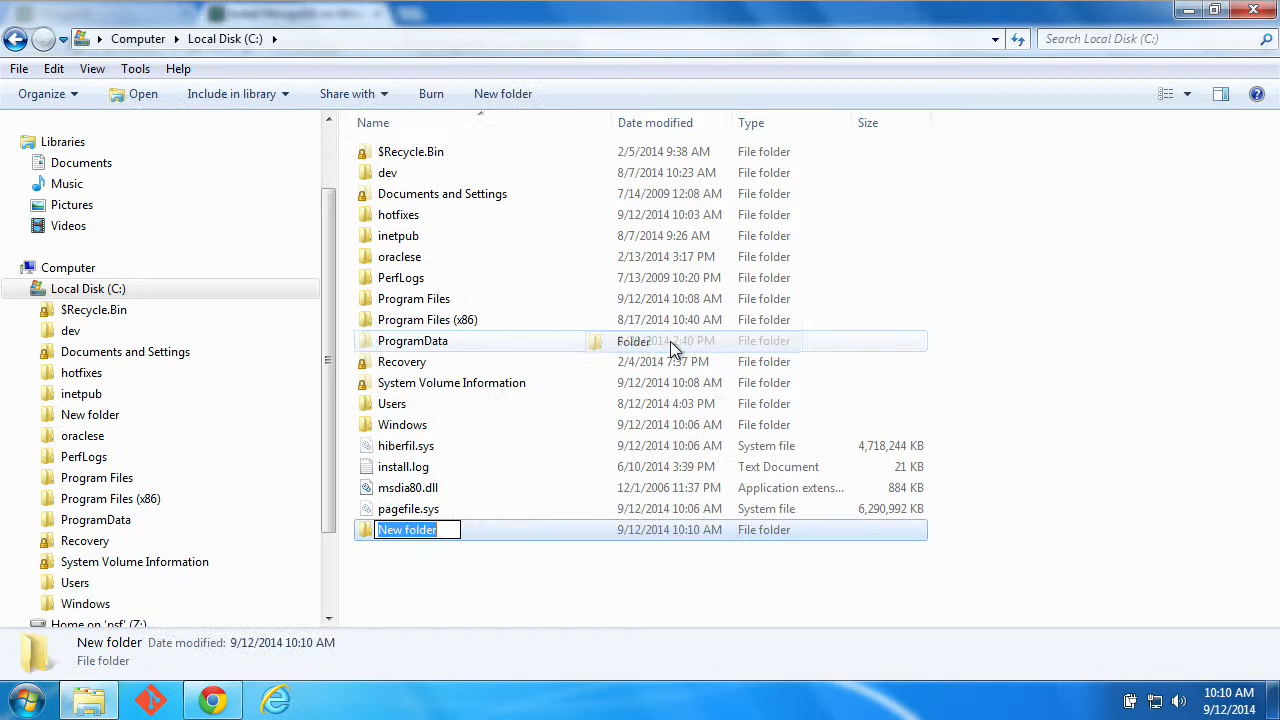 Computer Local Disk (C:) Search Local Disk (C:)
File Edit View Tools Help
Organize Open Include in library Share with Burn New folder
Name Date modified Type Size
Libraries
Documents
Music
Pictures
Videos
Computer
Local Disk (C:)
$Recycle.Bin
dev
Documents and Settings
hotfixes
inetpub
New folder
oraclese
PerfLogs
Program Files
Program Files (x86)
ProgramData
Recovery
System Volume Information
Users
Windows
Home on 'psf' (Z:)
$Recycle.Bin 2/5/2014 9:38 AM File folder
dev 8/7/2014 10:23 AM File folder
Documents and Settings 7/14/2009 12:08 AM File folder
hotfixes 9/12/2014 10:03 AM File folder
inetpub 8/7/2014 9:26 AM File folder
oraclese 2/13/2014 3:17 PM File folder
PerfLogs 7/13/2009 10:20 PM File folder
Program Files 9/12/2014 10:08 AM File folder
Program Files (x86) 8/17/2014 10:40 AM File folder
ProgramData Folder 2:40 PM File folder
Recovery 2/4/2014 7:37 PM File folder
System Volume Information 9/12/2014 10:08 AM File folder
Users 8/12/2014 4:03 PM File folder
Windows 9/12/2014 10:06 AM File folder
hiberfil.sys 9/12/2014 10:06 AM System file 4,718,244 KB
install.log 6/10/2014 3:39 PM Text Document 21 KB
msdia80.dll 12/1/2006 11:37 PM Application extens... 884 KB
pagefile.sys 9/12/2014 10:06 AM System file 6,290,992 KB
New folder 9/12/2014 10:10 AM File folder
New folder Date modified: 9/12/2014 10:10 AM
File folder
10:10 AM
9/12/2014